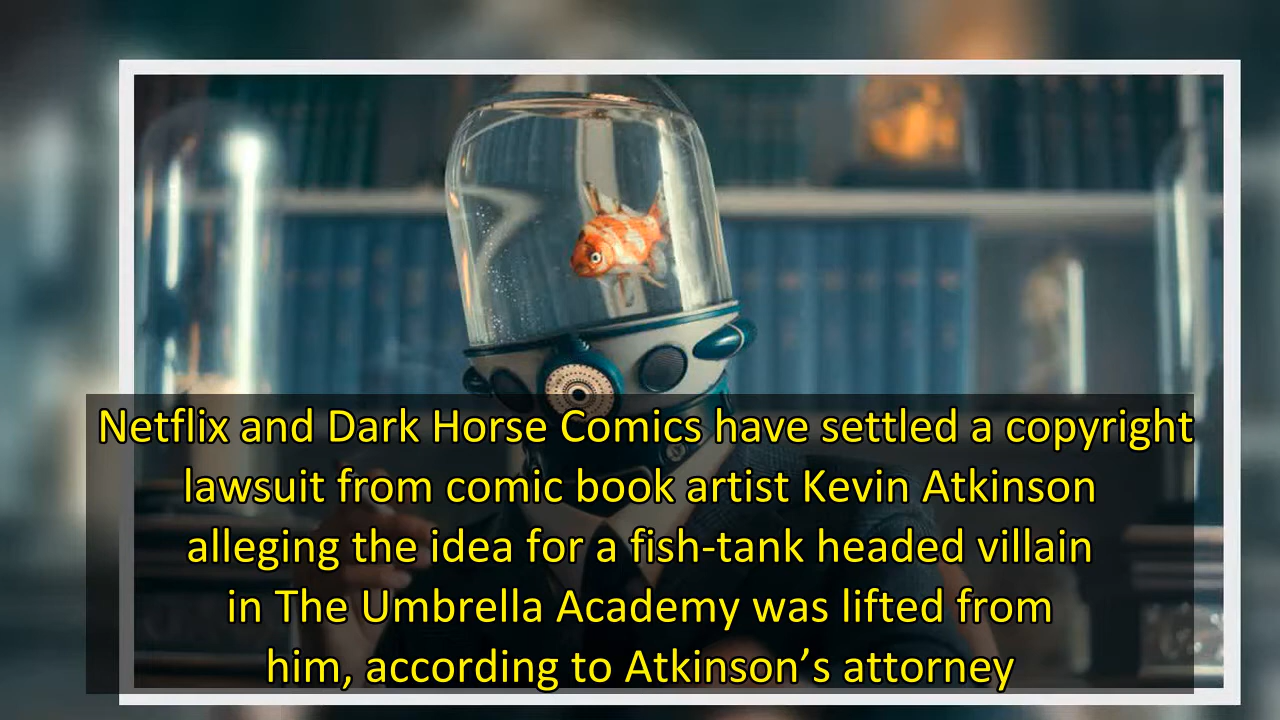 Netflix and Dark Horse Comics have settled a copyright
lawsuit from comic book artist Kevin Atkinson
alleging the idea for a fish-tank headed villain
in The Umbrella Academy was lifted from
him, according to Atkinson’s attorney